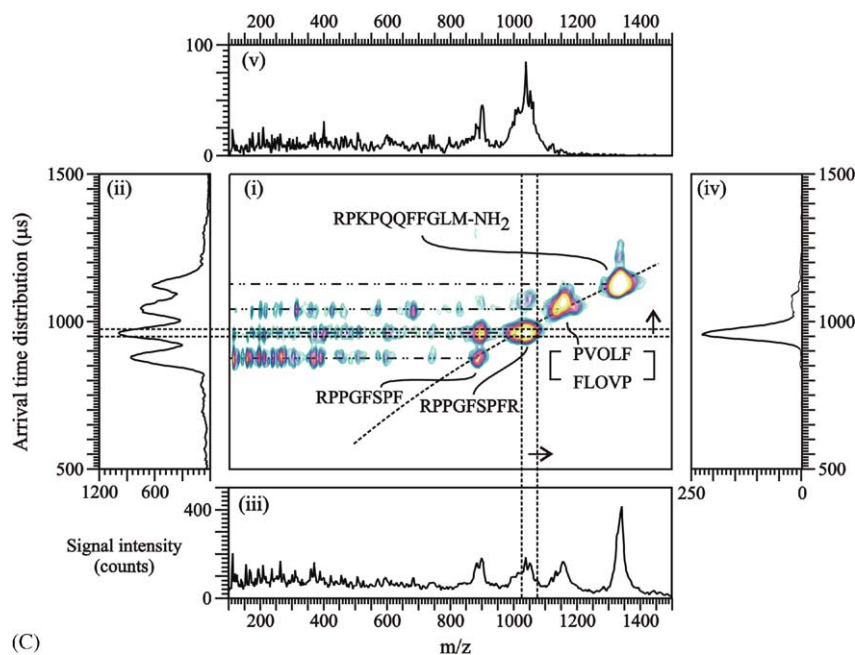 200 400 600 800 1000 1200 1400
100
(v)
0
1500 1500
(ii) (i) (iv)
RPKPQQFFGLM-NH2
Arrival time distribution (µs)
1000 1000
PVOLF
RPPGFSPF RPPGFSPFR FLOVP
500 500
1200 600 250 0
(iii)
400
Signal intensity
(counts)
0
200 400 600 800 1000 1200 1400
(C) m/z